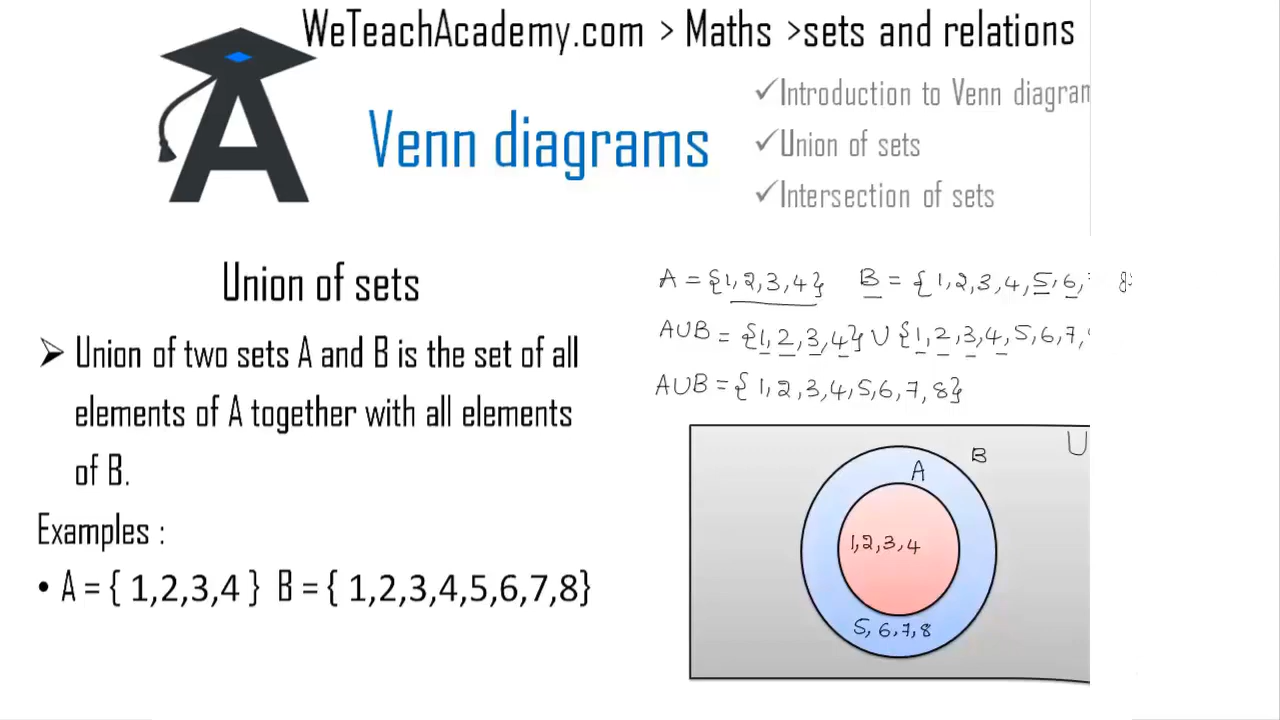 WeTeachAcademy.com > Maths >sets and relations
Venn diagrams
✓Introduction to Venn diagram
✓Union of sets
✓Intersection of sets
Union of sets
➢ Union of two sets A and B is the set of all
elements of A together with all elements
of B.
Examples :
• A = { 1,2,3,4 } B = { 1,2,3,4,5,6,7,8}
A = {1,2,3,4} B = {1,2,3,4,5,6,
A∪B = {1,2,3,4} ∪ {1,2,3,4,5,6,7,
A∪B = { 1,2,3,4,5,6,7,8}
U
B
A
1,2,3,4
5,6,7,8